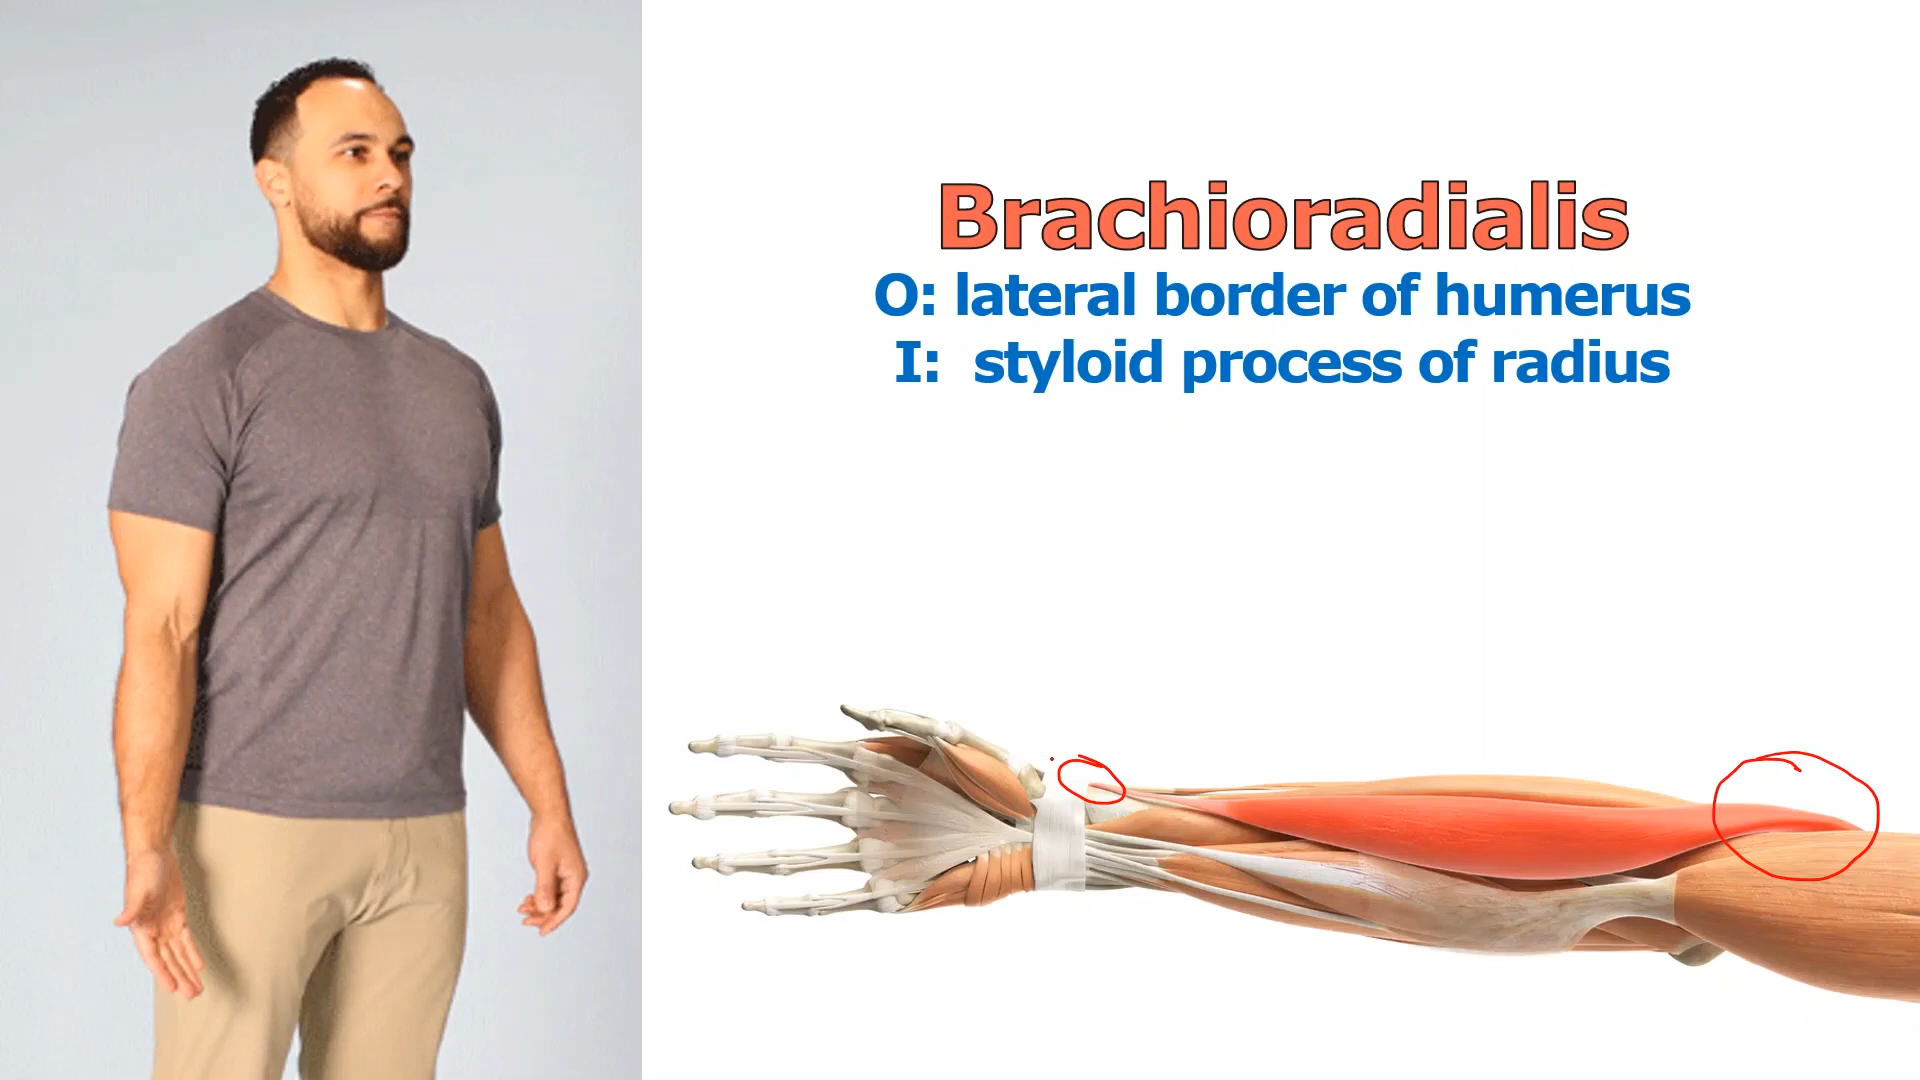 Brachioradialis
O: lateral border of humerus
I: styloid process of radius